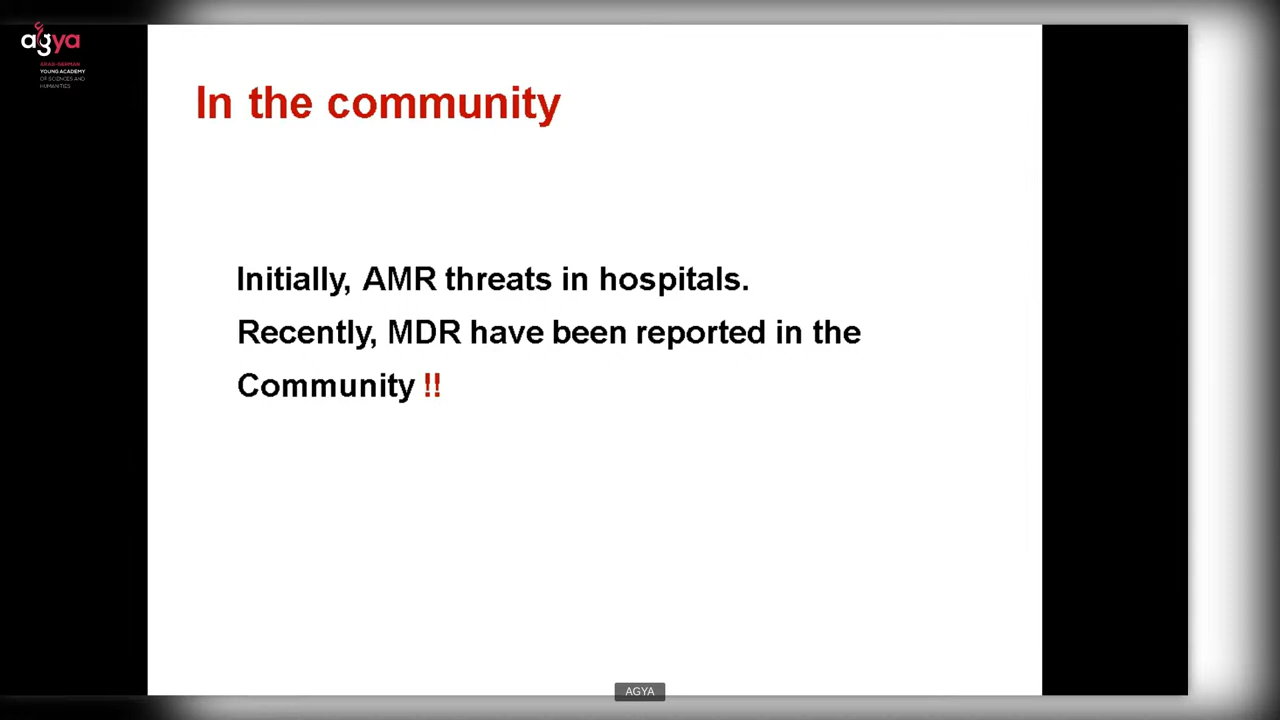 agya
ARAB-GERMAN
YOUNG ACADEMY
OF SCIENCES AND
HUMANITIES
In the community
Initially, AMR threats in hospitals.
Recently, MDR have been reported in the
Community !!
AGYA